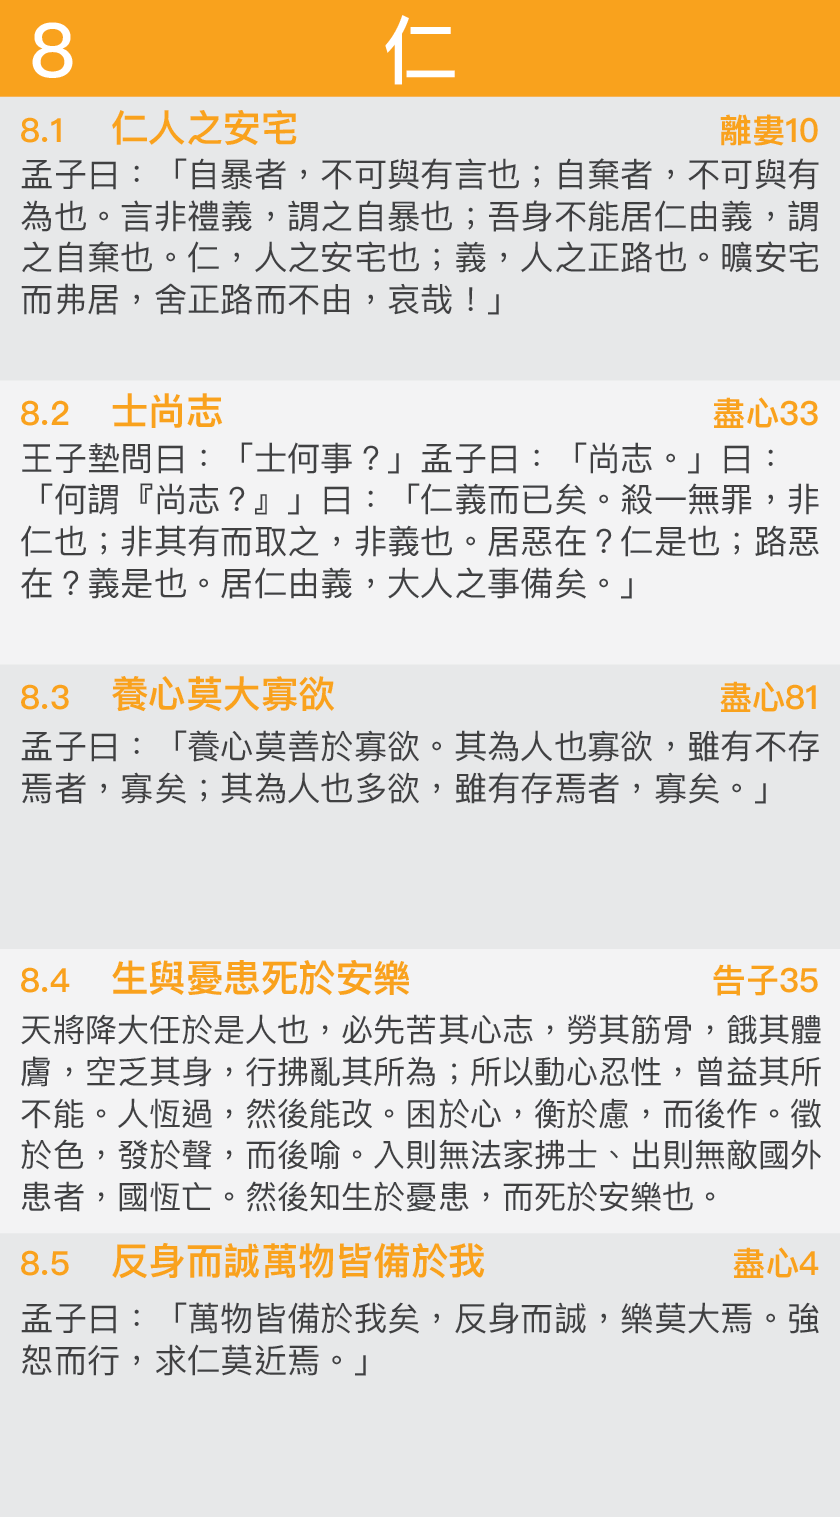 8 仁
8.1 仁人之安宅 離婁10
孟子曰：「自暴者，不可與有言也；自棄者，不可與有
為也。言非禮義，謂之自暴也；吾身不能居仁由義，謂
之自棄也。仁，人之安宅也；義，人之正路也。曠安宅
而弗居，舍正路而不由，哀哉！」
8.2 士尚志 盡心33
王子墊問曰：「士何事？」孟子曰：「尚志。」曰：
「何謂『尚志？』」曰：「仁義而已矣。殺一無罪，非
仁也；非其有而取之，非義也。居惡在？仁是也；路惡
在？義是也。居仁由義，大人之事備矣。」
8.3 養心莫大寡欲 盡心81
孟子曰：「養心莫善於寡欲。其為人也寡欲，雖有不存
焉者，寡矣；其為人也多欲，雖有存焉者，寡矣。」
8.4 生與憂患死於安樂 告子35
天將降大任於是人也，必先苦其心志，勞其筋骨，餓其體
膚，空乏其身，行拂亂其所為；所以動心忍性，曾益其所
不能。人恆過，然後能改。困於心，衡於慮，而後作。徵
於色，發於聲，而後喻。入則無法家拂士、出則無敵國外
患者，國恆亡。然後知生於憂患，而死於安樂也。
8.5 反身而誠萬物皆備於我 盡心4
孟子曰：「萬物皆備於我矣，反身而誠，樂莫大焉。強
恕而行，求仁莫近焉。」